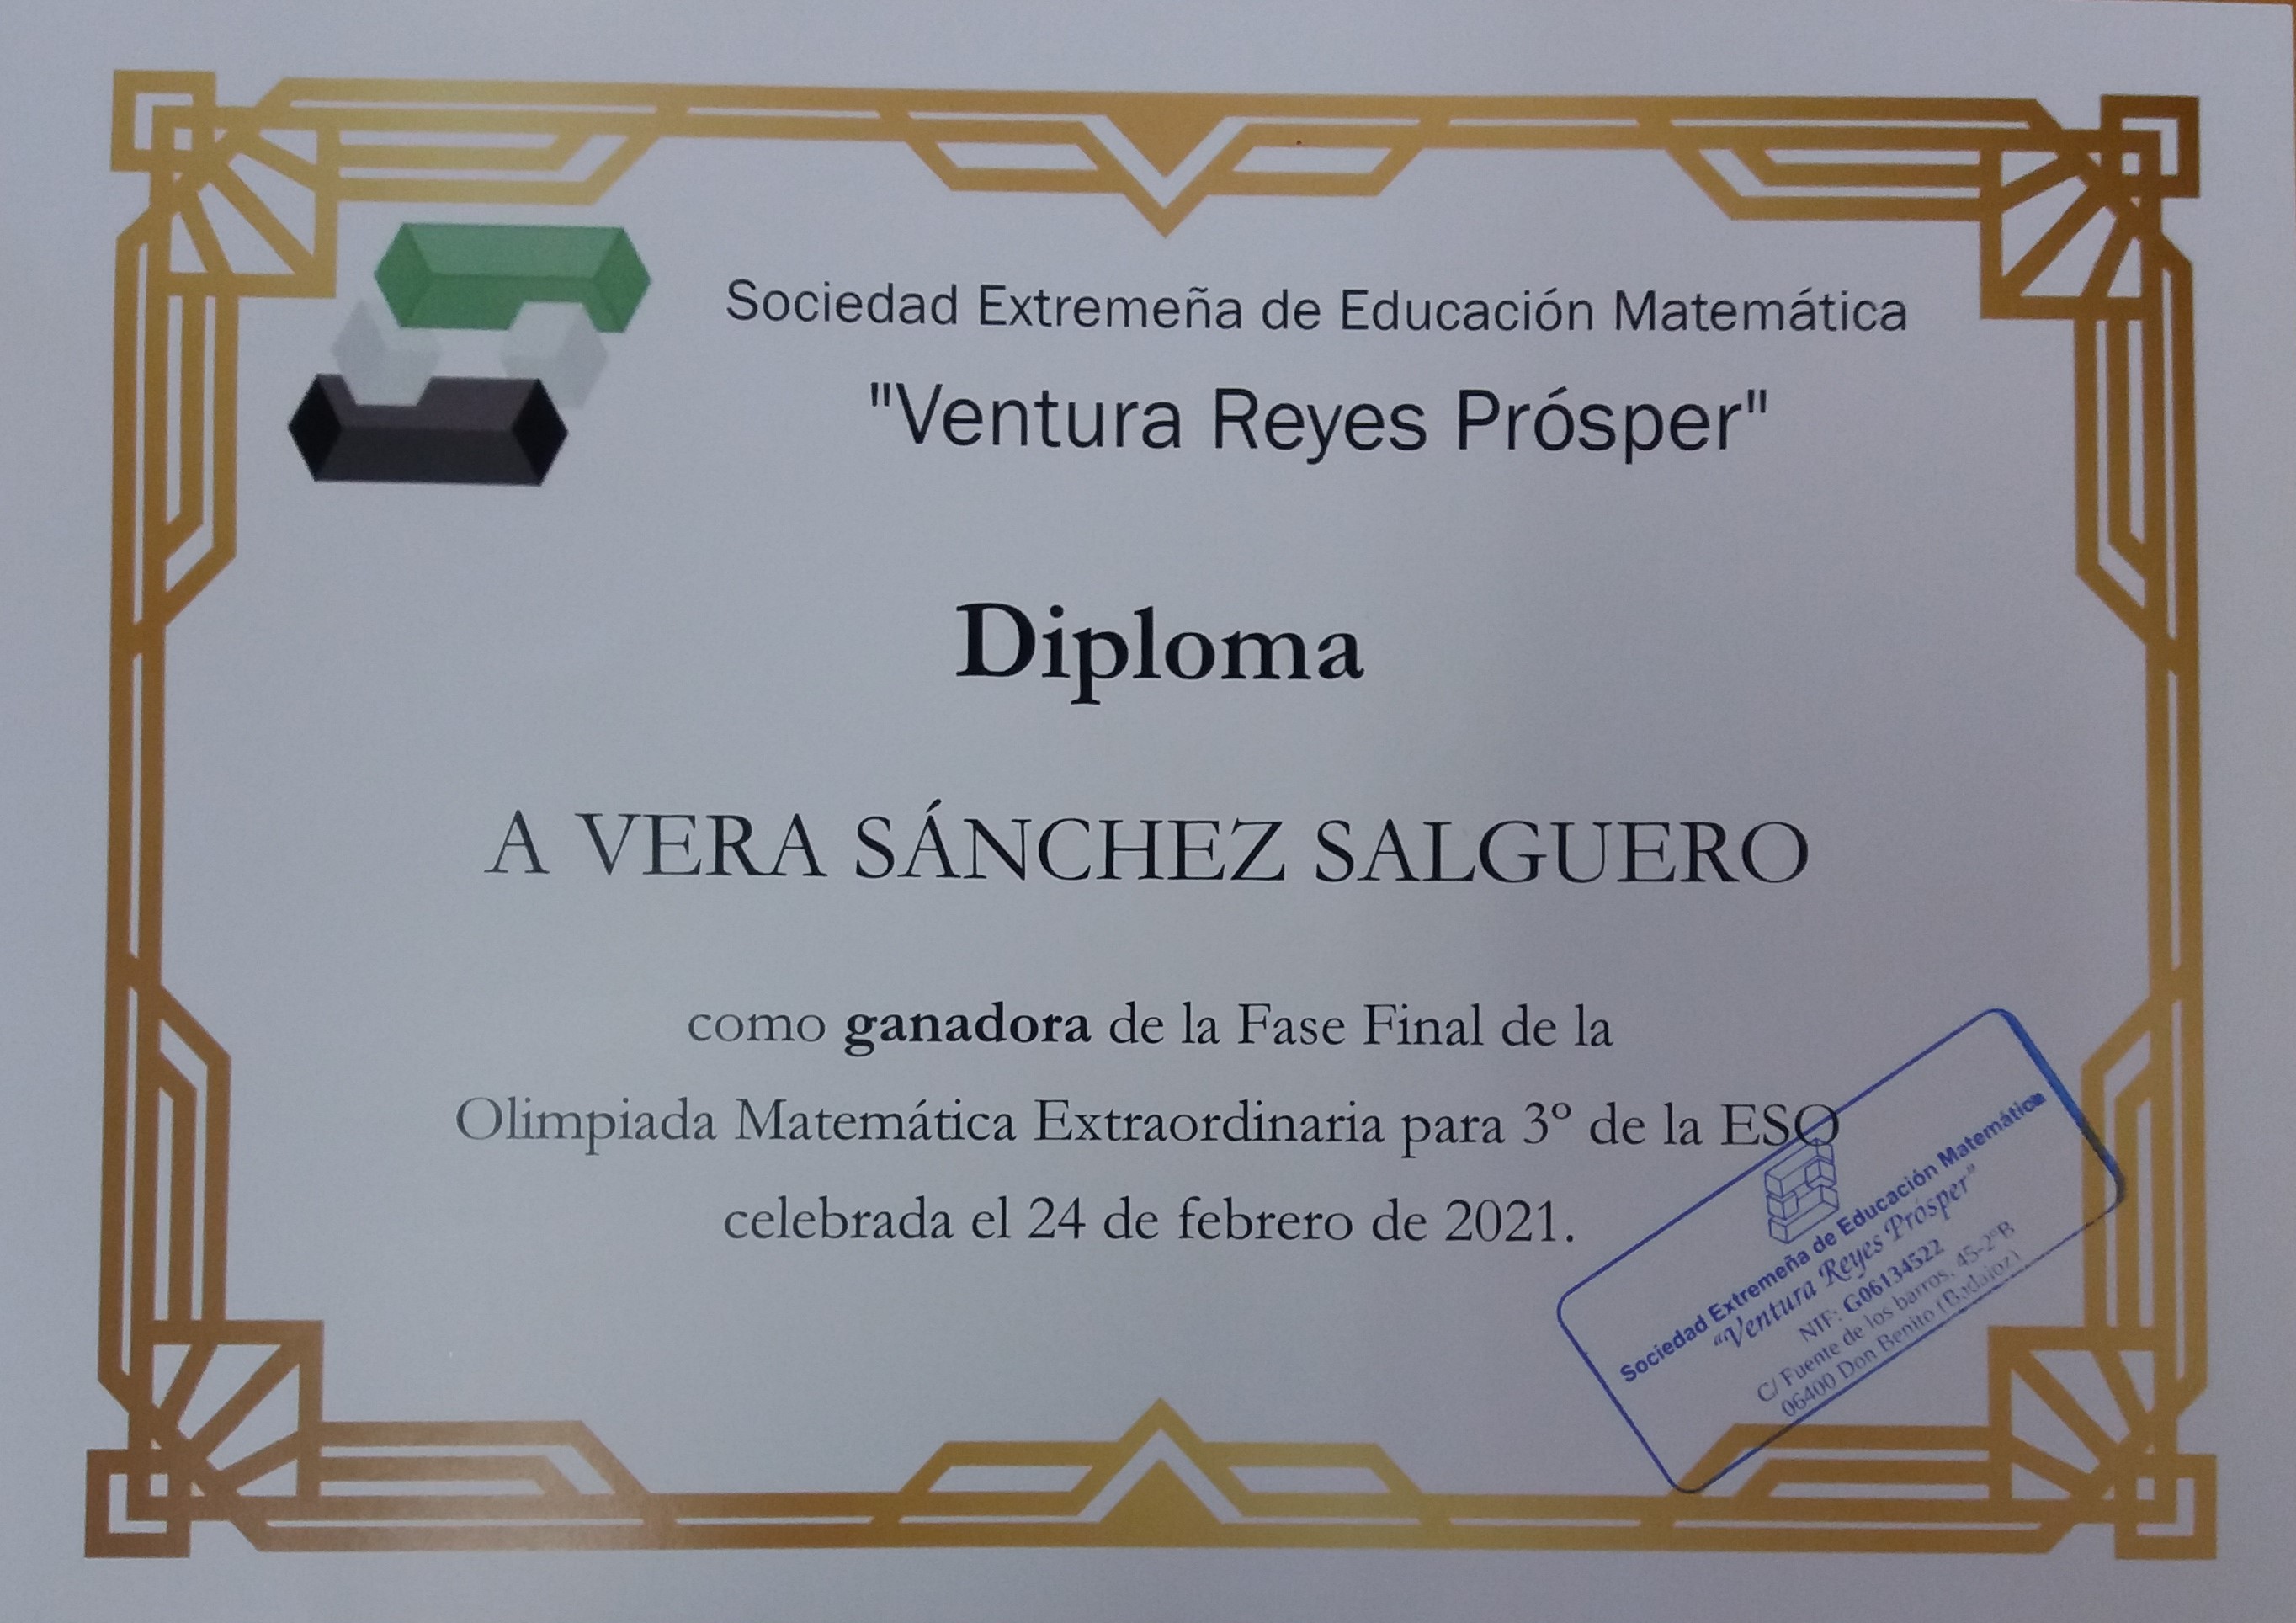 Sociedad Extremeña de Educación Matemática
"Ventura Reyes Prósper"
Diploma
A VERA SÁNCHEZ SALGUERO
como ganadora de la Fase Final de la
Olimpiada Matemática Extraordinaria para 3º de la ESO
celebrada el 24 de febrero de 2021.
Sociedad Extremeña de Educación Matemática
"Ventura Reyes Prósper"
NIF: G06134522
C/ Fuente de los barros, 45-2ºB
06400 Don Benito (Badajoz)